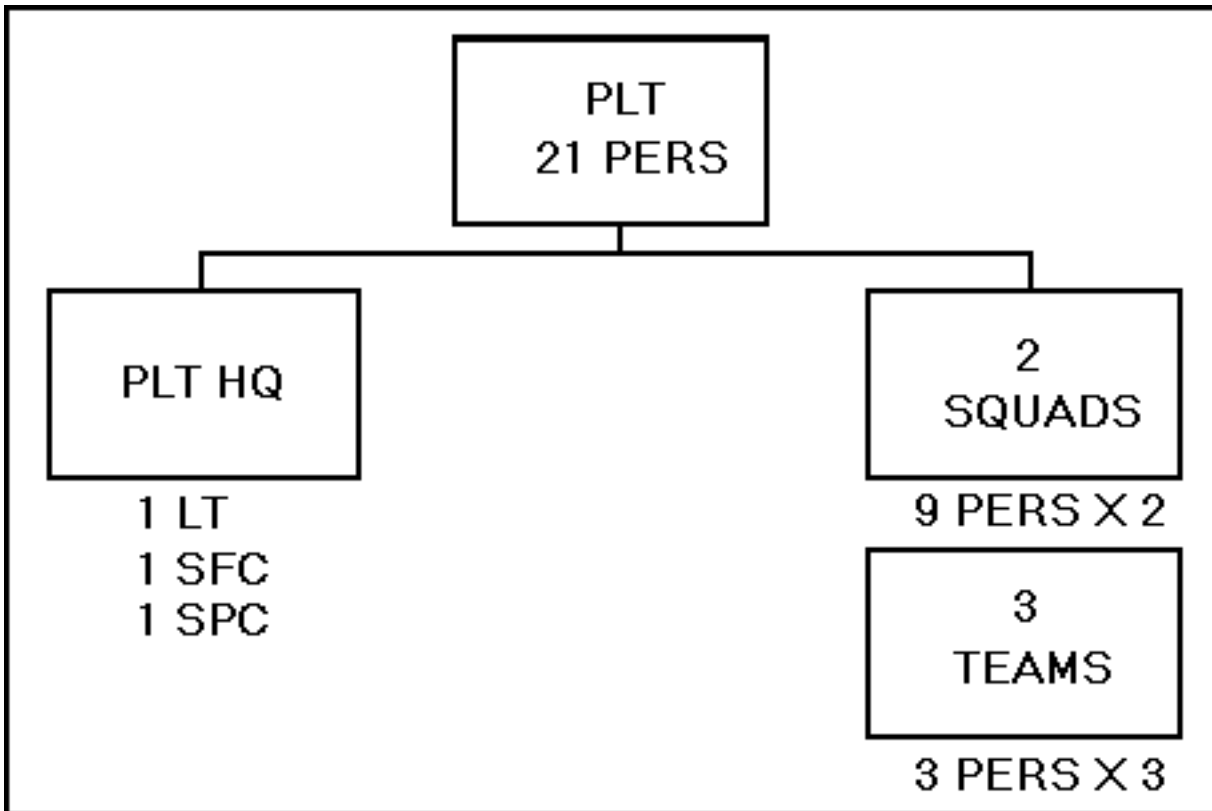 PLT
21 PERS
PLT HQ
1 LT
1 SFC
1 SPC
2
SQUADS
9 PERS X 2
3
TEAMS
3 PERS X 3